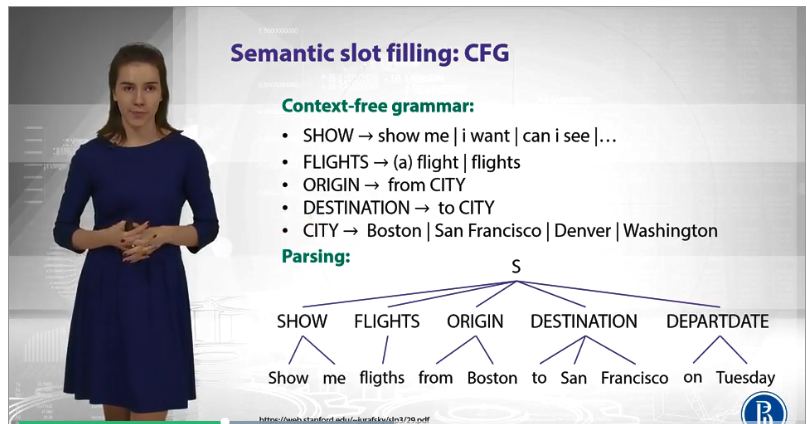 Semantic slot filling: CFG
Context-free grammar:
• SHOW → show me | i want | can i see |…
• FLIGHTS → (a) flight | flights
• ORIGIN → from CITY
• DESTINATION → to CITY
• CITY → Boston | San Francisco | Denver | Washington
Parsing:
S
SHOW FLIGHTS ORIGIN DESTINATION DEPARTDATE
Show me fligths from Boston to San Francisco on Tuesday
https://web.stanford.edu/~jurafsky/slp3/29.pdf